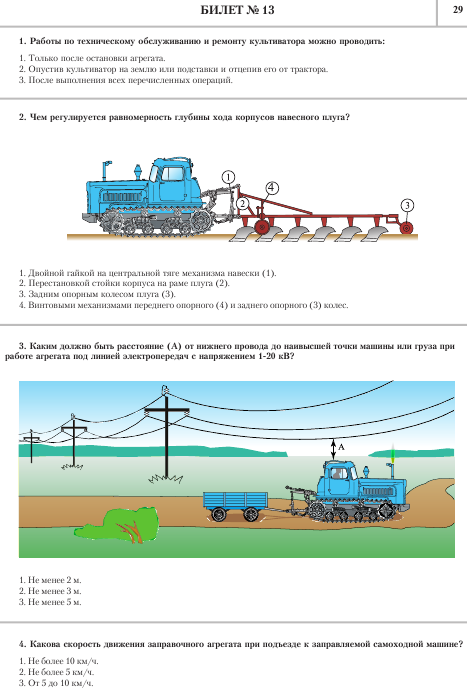 БИЛЕТ № 13
29
1. Работы по техническому обслуживанию и ремонту культиватора можно проводить:
1. Только после остановки агрегата.
2. Опустив культиватор на землю или подставки и отцепив его от трактора.
3. После выполнения всех перечисленных операций.
2. Чем регулируется равномерность глубины хода корпусов навесного плуга?
1
2
4
3
1. Двойной гайкой на центральной тяге механизма навески (1).
2. Перестановкой стойки корпуса на раме плуга (2).
3. Задним опорным колесом плуга (3).
4. Винтовыми механизмами переднего опорного (4) и заднего опорного (3) колес.
3. Каким должно быть расстояние (А) от нижнего провода до наивысшей точки машины или груза при
работе агрегата под линией электропередач с напряжением 1-20 кВ?
А
1. Не менее 2 м.
2. Не менее 3 м.
3. Не менее 5 м.
4. Какова скорость движения заправочного агрегата при подъезде к заправляемой самоходной машине?
1. Не более 10 км/ч.
2. Не более 5 км/ч.
3. От 5 до 10 км/ч.